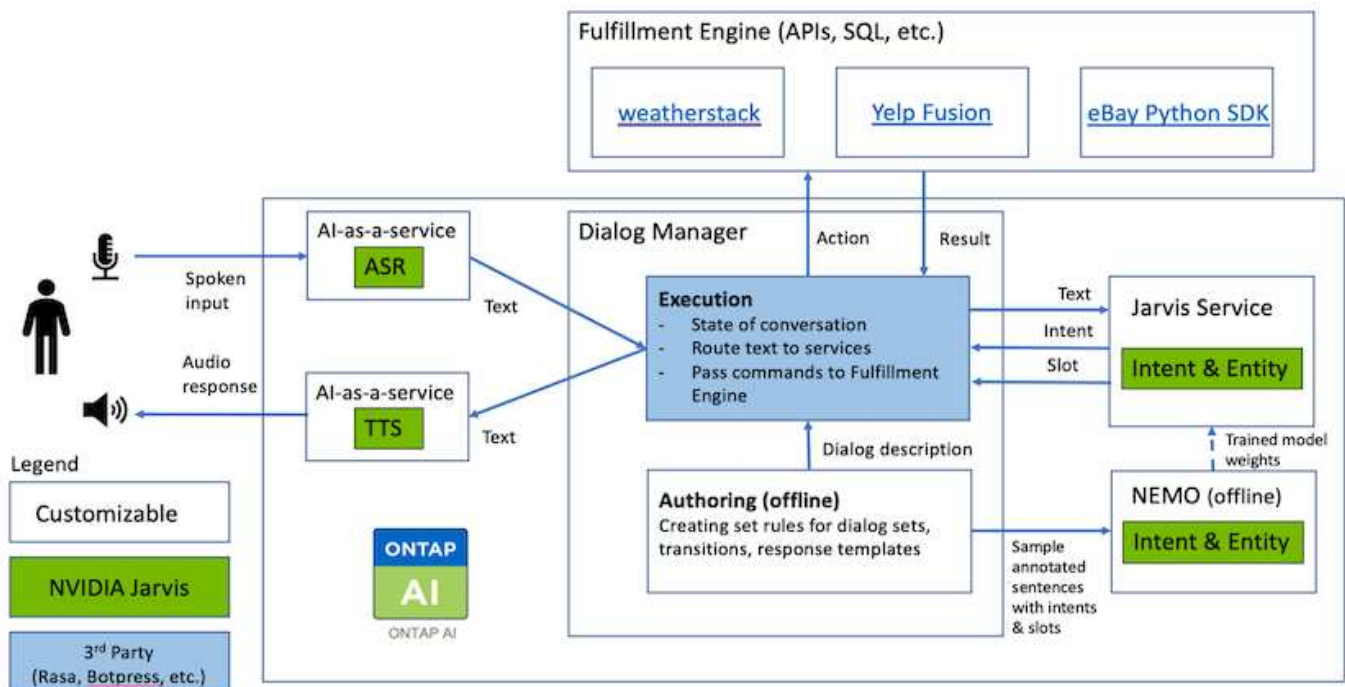 Fulfillment Engine (APIs, SQL, etc.)
weatherstack
Yelp Fusion
eBay Python SDK
AI-as-a-service
ASR
Spoken
input
Text
Audio
response
AI-as-a-service
TTS
Text
Dialog Manager
Action
Result
Execution
- State of conversation
- Route text to services
- Pass commands to Fulfillment
Engine
Dialog description
Authoring (offline)
Creating set rules for dialog sets,
transitions, response templates
Text
Intent
Slot
Jarvis Service
Intent & Entity
Trained model
weights
NEMO (offline)
Intent & Entity
Sample
annotated
sentences
with intents
& slots
Legend
Customizable
NVIDIA Jarvis
3rd Party
(Rasa, Botpress, etc.)
ONTAP
AI
ONTAP AI